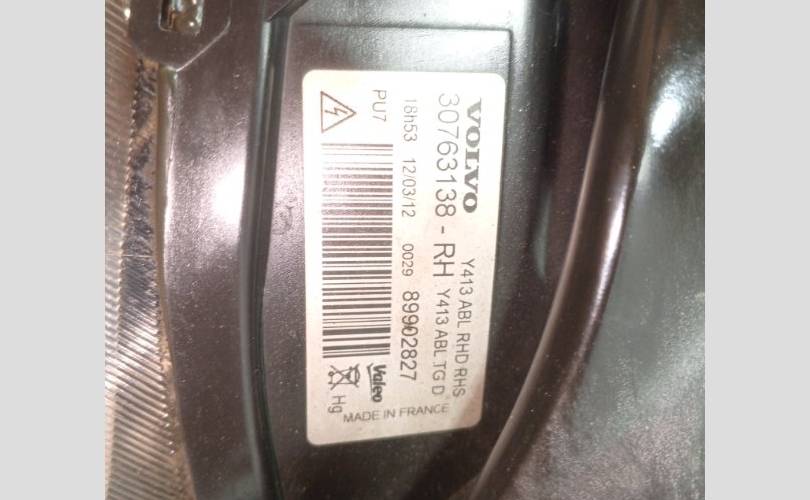 VOLVO
Y413 ABL RHD RHS
30763138 - RH Y413 ABL.TG D
18h53 12/03/12 0029 89902827
PU7
Valeo
Hg
MADE IN FRANCE